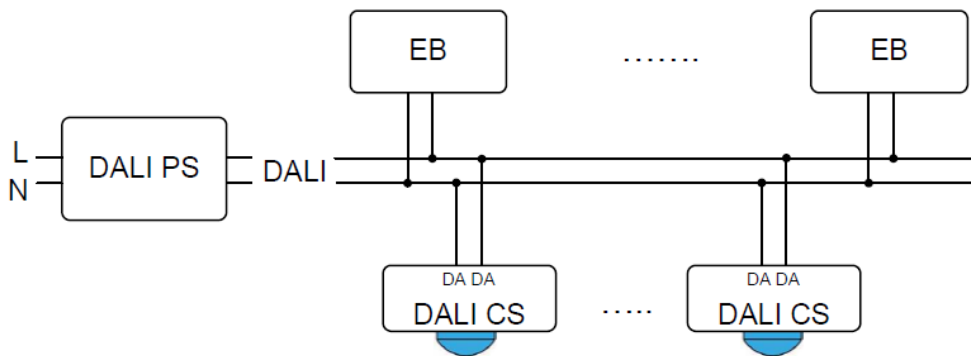 EB
.......
EB
L
N
DALI PS
DALI
DA DA
DALI CS
.....
DA DA
DALI CS